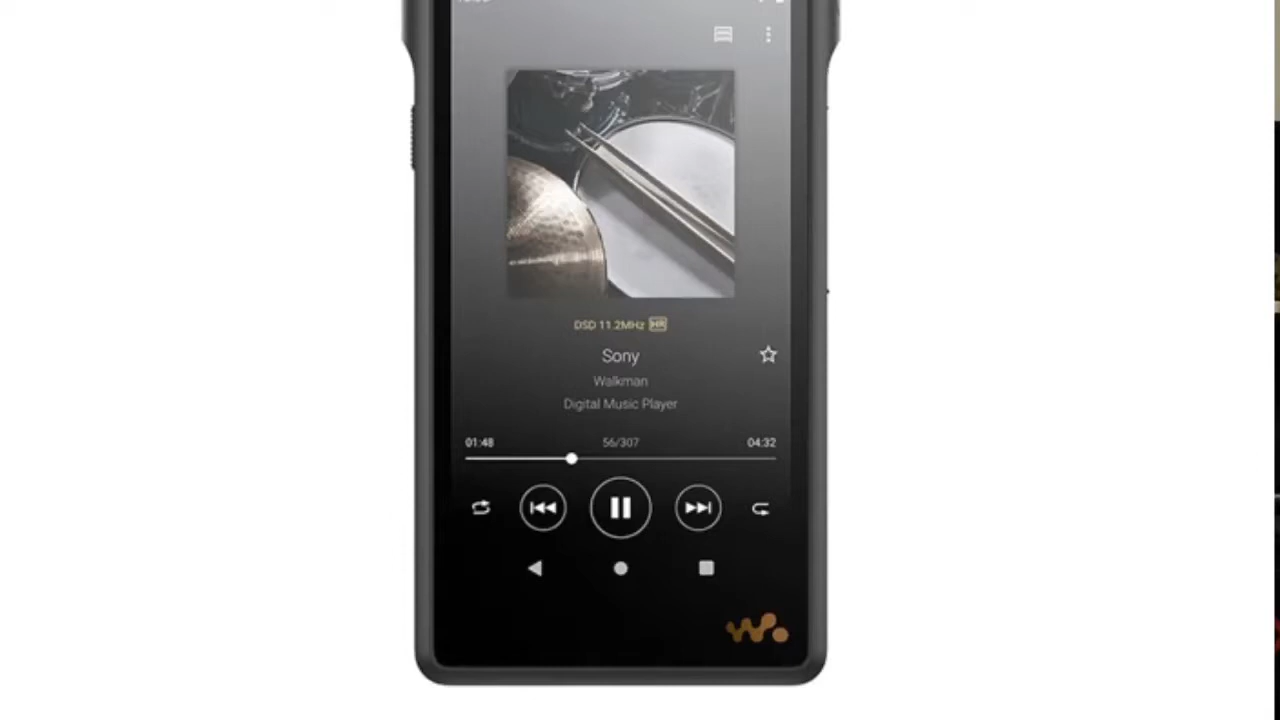 DSD 11.2MHz HR
Sony
Walkman
Digital Music Player
01:48 56/307 04:32